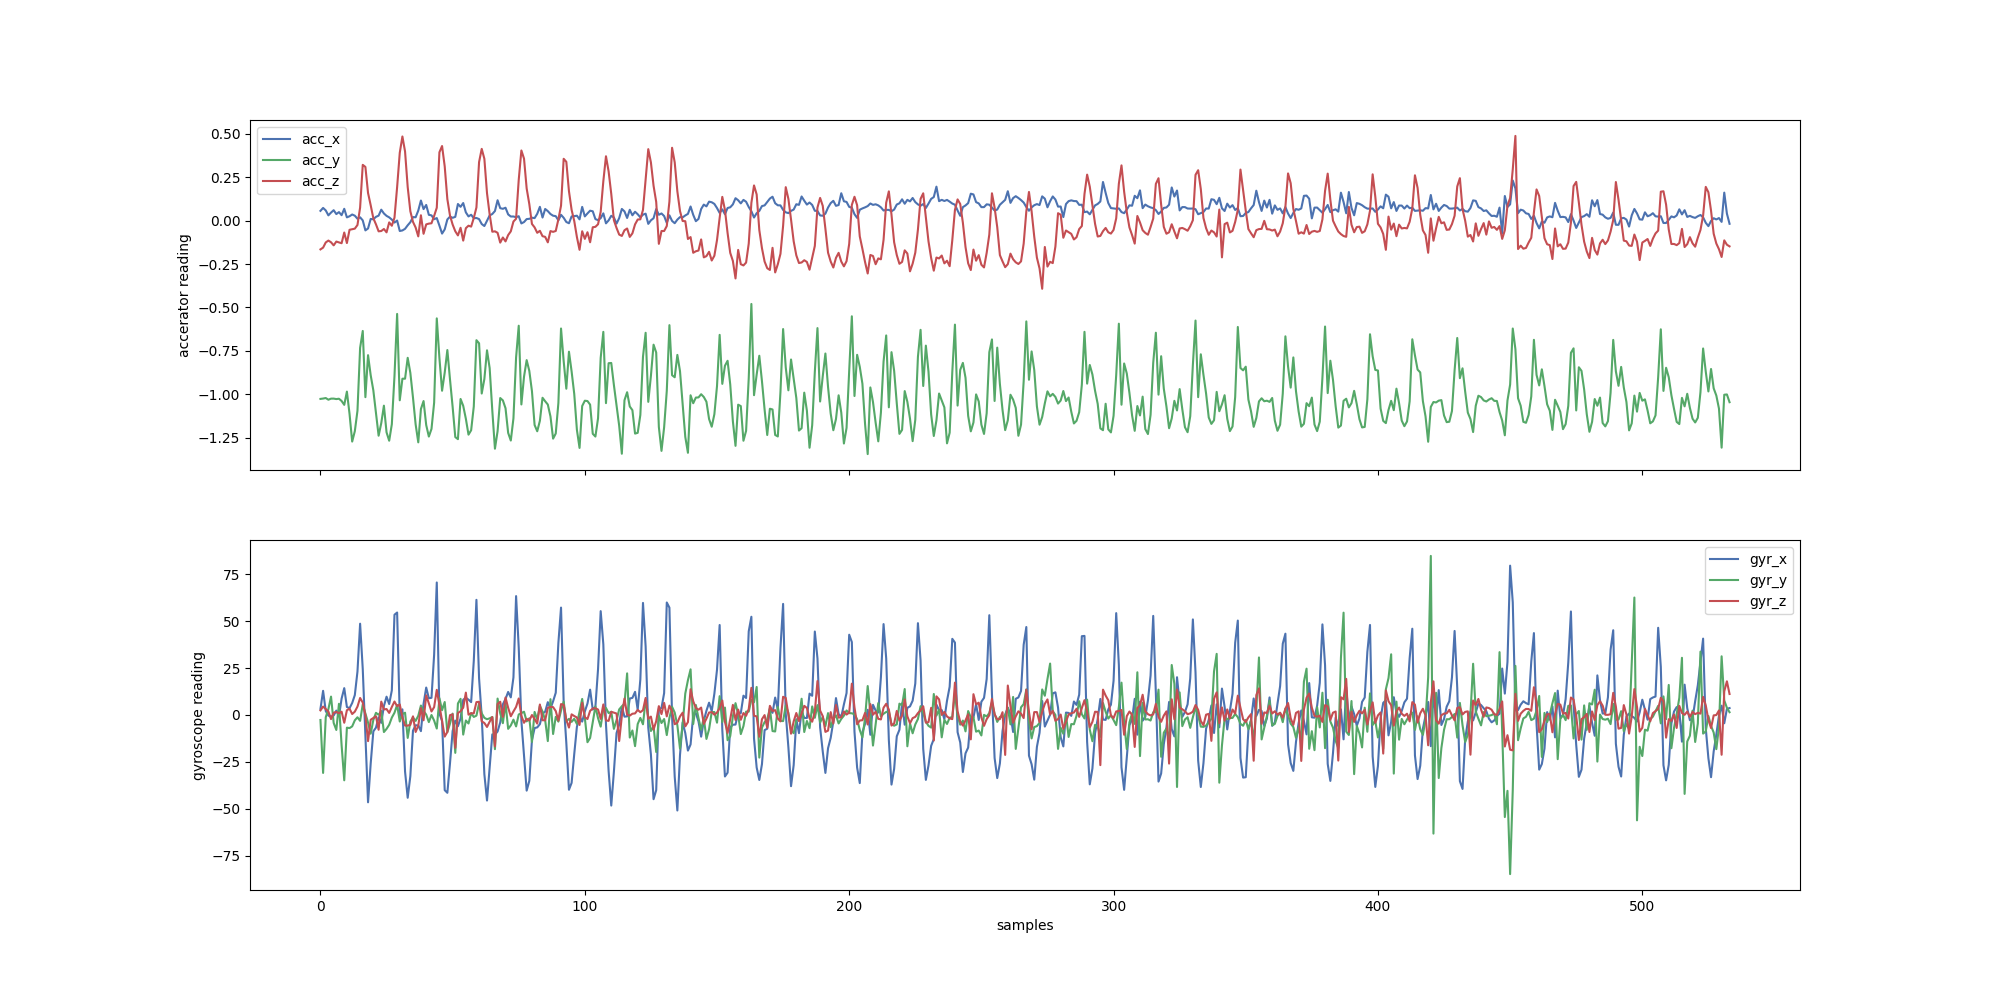 0.50
0.25
0.00
−0.25
−0.50
−0.75
−1.00
−1.25
accerator reading
acc_x
acc_y
acc_z
75
50
25
0
−25
−50
−75
gyroscope reading
gyr_x
gyr_y
gyr_z
0 100 200 300 400 500
samples